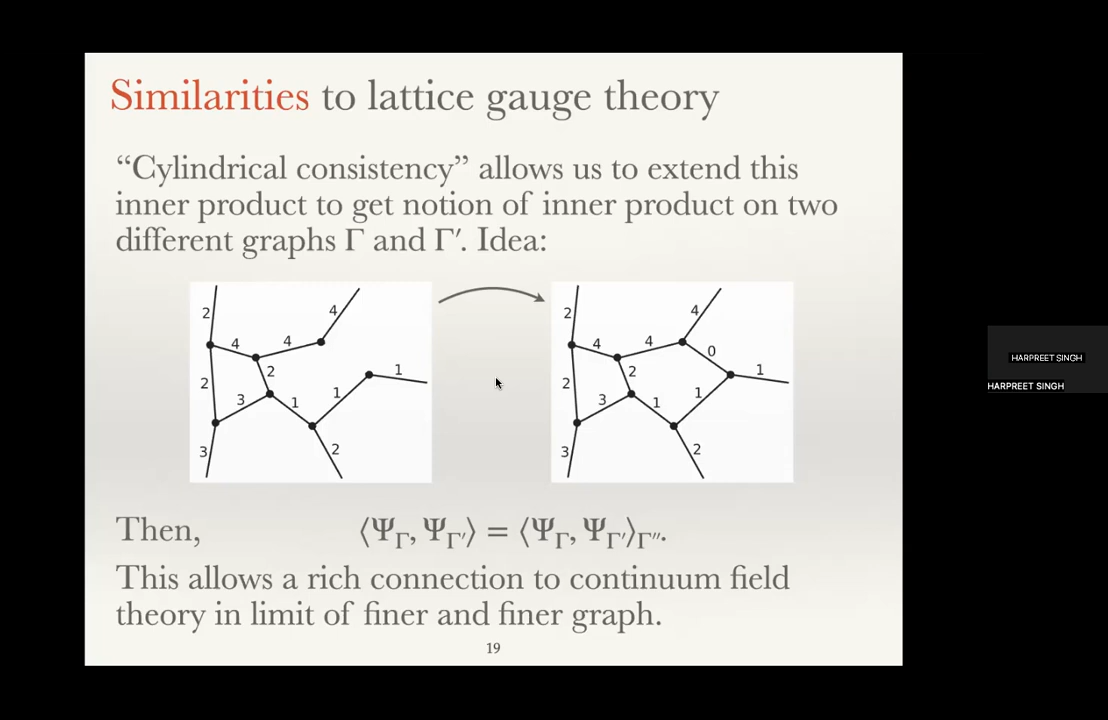 Similarities to lattice gauge theory
“Cylindrical consistency” allows us to extend this
inner product to get notion of inner product on two
different graphs Γ and Γ′. Idea:
2 4 4 4 2 2 3 1 1 1 3 2
2 4 4 4 0 2 2 3 1 1 1 3 2
Then, ⟨Ψ_Γ, Ψ_Γ′⟩ = ⟨Ψ_Γ, Ψ_Γ′⟩_Γ″.
This allows a rich connection to continuum field
theory in limit of finer and finer graph.
19
HARPREET SINGH
HARPREET SINGH